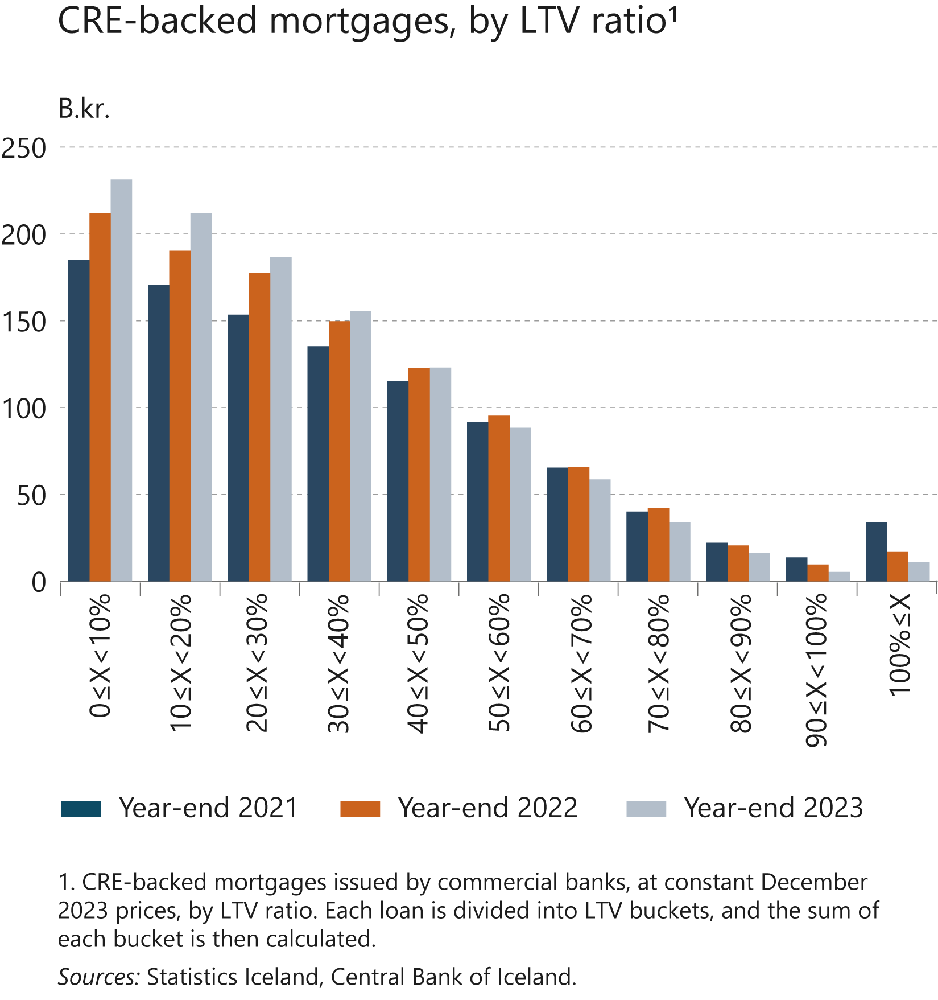 CRE-backed mortgages, by LTV ratio¹
B.kr.
250
200
150
100
50
0
0≤X<10%
10≤X<20%
20≤X<30%
30≤X<40%
40≤X<50%
50≤X<60%
60≤X<70%
70≤X<80%
80≤X<90%
90≤X<100%
100%≤X
Year-end 2021
Year-end 2022
Year-end 2023
1. CRE-backed mortgages issued by commercial banks, at constant December
2023 prices, by LTV ratio. Each loan is divided into LTV buckets, and the sum of
each bucket is then calculated.
Sources: Statistics Iceland, Central Bank of Iceland.